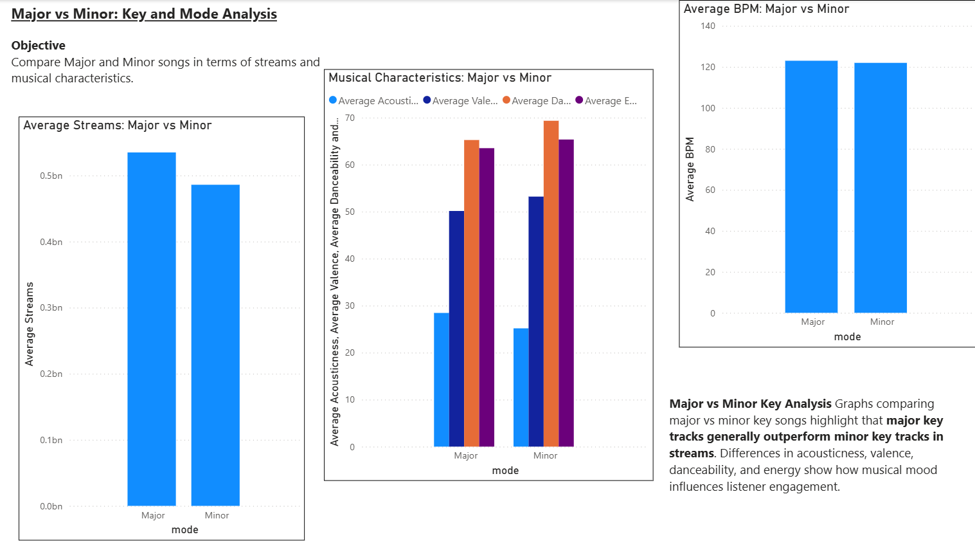 Major vs Minor: Key and Mode Analysis
Objective
Compare Major and Minor songs in terms of streams and
musical characteristics.
Average Streams: Major vs Minor
Average Streams
0.5bn
0.4bn
0.3bn
0.2bn
0.1bn
0.0bn
Major
Minor
mode
Musical Characteristics: Major vs Minor
Average Acousti...
Average Vale...
Average Da...
Average E...
Average Acousticness, Average Valence, Average Danceability and...
70
60
50
40
30
20
10
0
Major
Minor
mode
Average BPM: Major vs Minor
Average BPM
140
120
100
80
60
40
20
0
Major
Minor
mode
Major vs Minor Key Analysis Graphs comparing
major vs minor key songs highlight that major key
tracks generally outperform minor key tracks in
streams. Differences in acousticness, valence,
danceability, and energy show how musical mood
influences listener engagement.